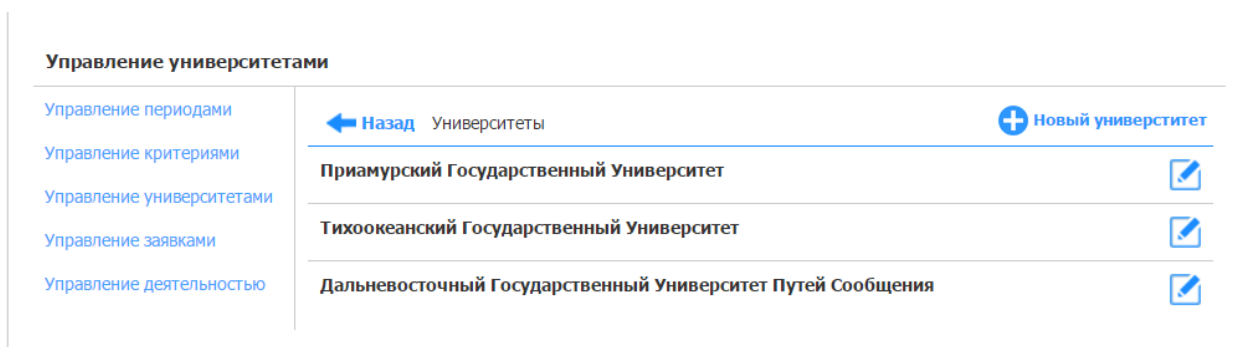 Управление университетами
Управление периодами
Управление критериями
Управление университетами
Управление заявками
Управление деятельностью
Назад Университеты Новый универститет
Приамурский Государственный Университет
Тихоокеанский Государственный Университет
Дальневосточный Государственный Университет Путей Сообщения